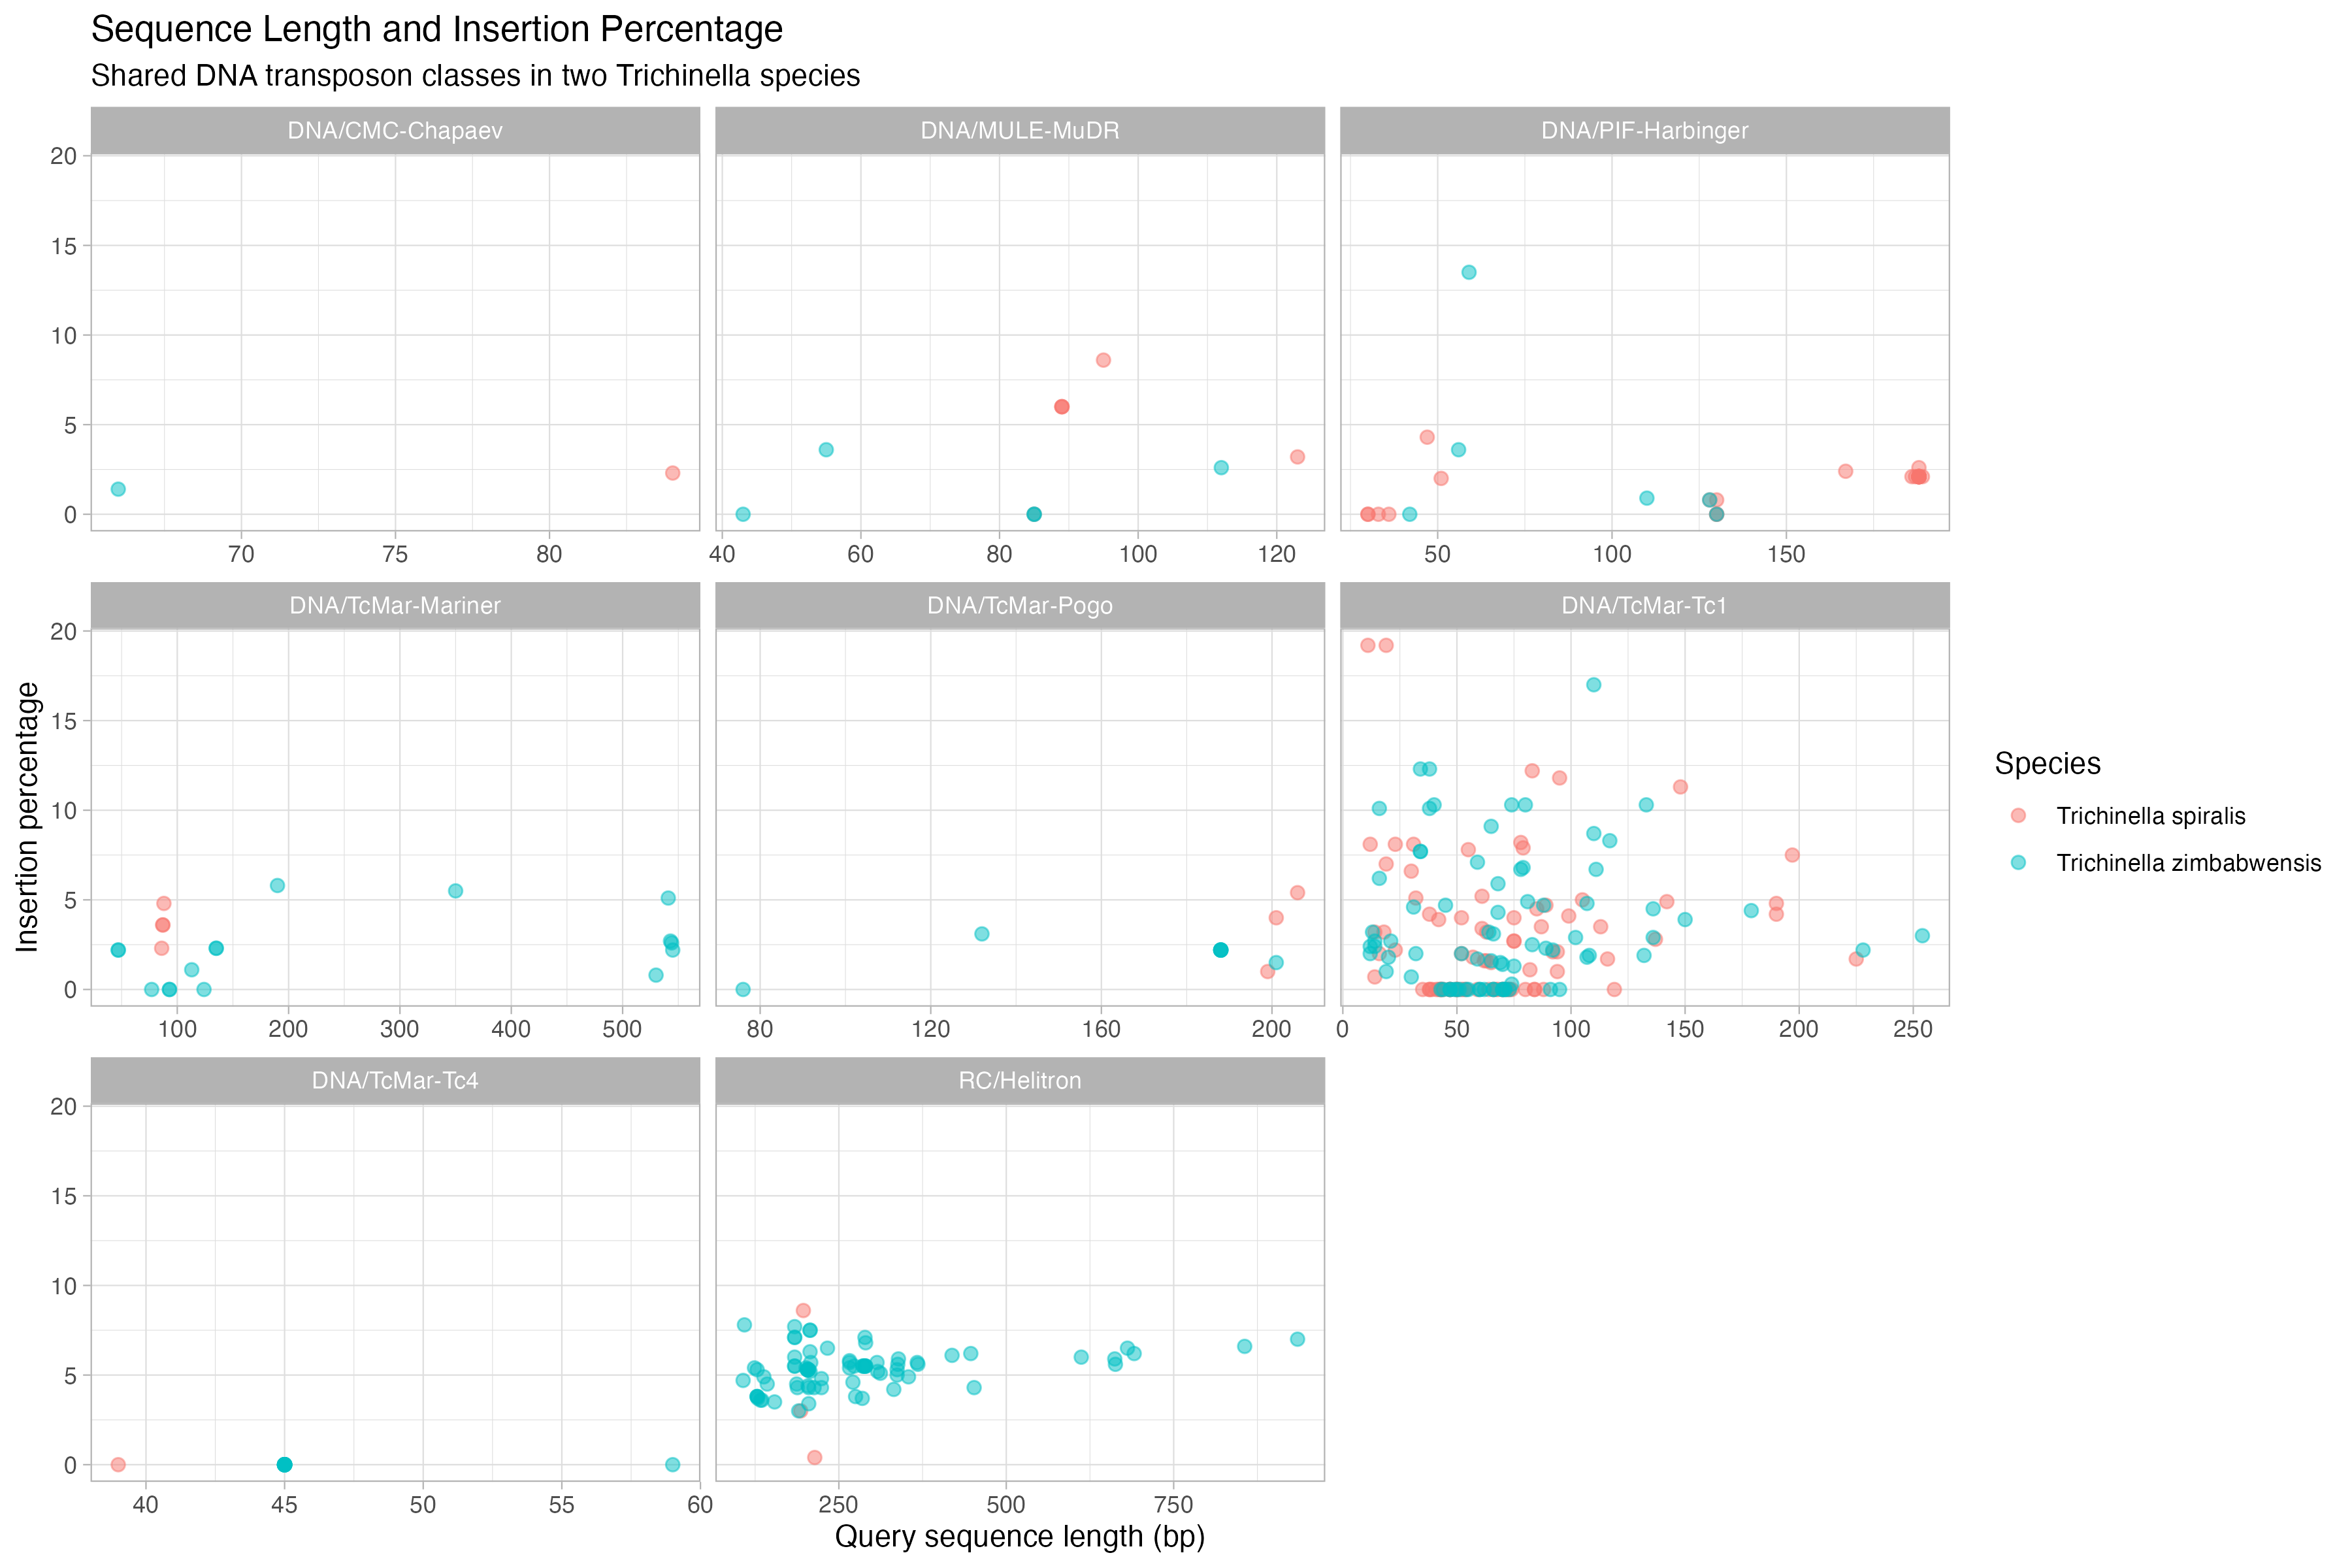 Sequence Length and Insertion Percentage
Shared DNA transposon classes in two Trichinella species
DNA/CMC-Chapaev
DNA/MULE-MuDR
DNA/PIF-Harbinger
20
15
10
5
0
70 75 80
40 60 80 100 120
50 100 150
DNA/TcMar-Mariner
DNA/TcMar-Pogo
DNA/TcMar-Tc1
20
15
10
5
0
100 200 300 400 500
80 120 160 200
0 50 100 150 200 250
DNA/TcMar-Tc4
RC/Helitron
20
15
10
5
0
40 45 50 55 60
250 500 750
Insertion percentage
Query sequence length (bp)
Species
Trichinella spiralis
Trichinella zimbabwensis